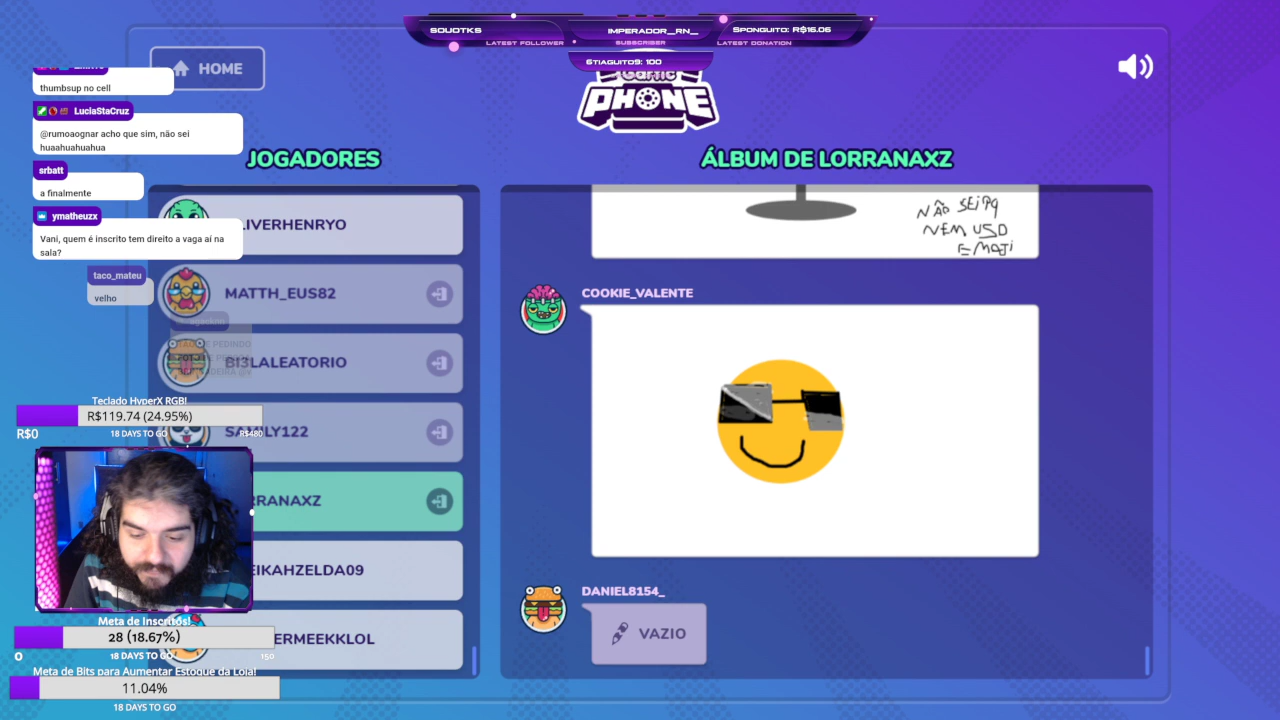 SOUOTKS
LATEST FOLLOWER
IMPERADOR_RN_
SUBSCRIBER
SPONGUITO: R$16.06
LATEST DONATION
6TIAGUITO9: 100
HOME
GARTIC
PHONE
thumbsup no cell
LuciaStaCruz
@rumoaognar acho que sim, não sei
huaahuahuahua
srbatt
a finalmente
ymatheuzx
Vani, quem é inscrito tem direito a vaga aí na
sala?
taco_mateu
velho
JOGADORES
IVERHENRYO
MATTH_EUS82
BI3LALEATORIO
LY122
RRANAXZ
EIKAHZELDA09
ERMEEKKLOL
ÁLBUM DE LORRANAXZ
NÃO SEI PQ
NEM USO
EMOJI
COOKIE_VALENTE
DANIEL8154_
VAZIO
Teclado HyperX RGB!
R$119.74 (24.95%)
R$0
18 DAYS TO GO
R$480
Meta de Inscritos!
28 (18.67%)
0
18 DAYS TO GO
150
Meta de Bits para Aumentar Estoque da Loja!
11.04%
18 DAYS TO GO